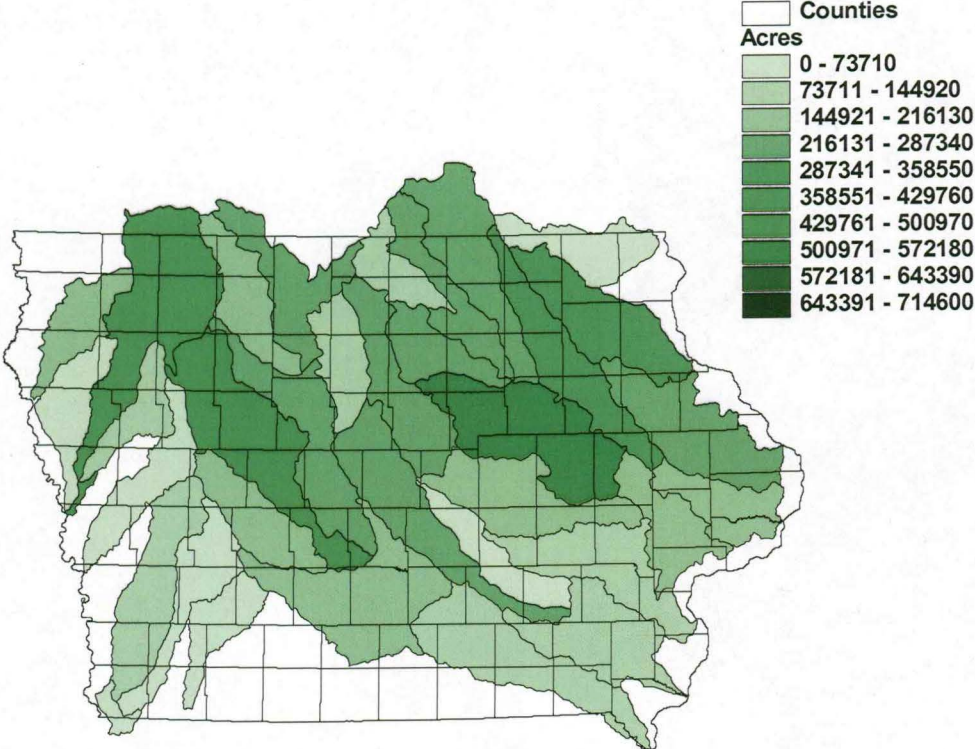 Counties
Acres
0 - 73710
73711 - 144920
144921 - 216130
216131 - 287340
287341 - 358550
358551 - 429760
429761 - 500970
500971 - 572180
572181 - 643390
643391 - 714600